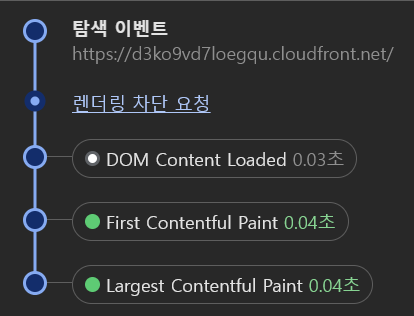 탐색 이벤트
https://d3ko9vd7loegqu.cloudfront.net/
렌더링 차단 요청
DOM Content Loaded 0.03초
First Contentful Paint 0.04초
Largest Contentful Paint 0.04초